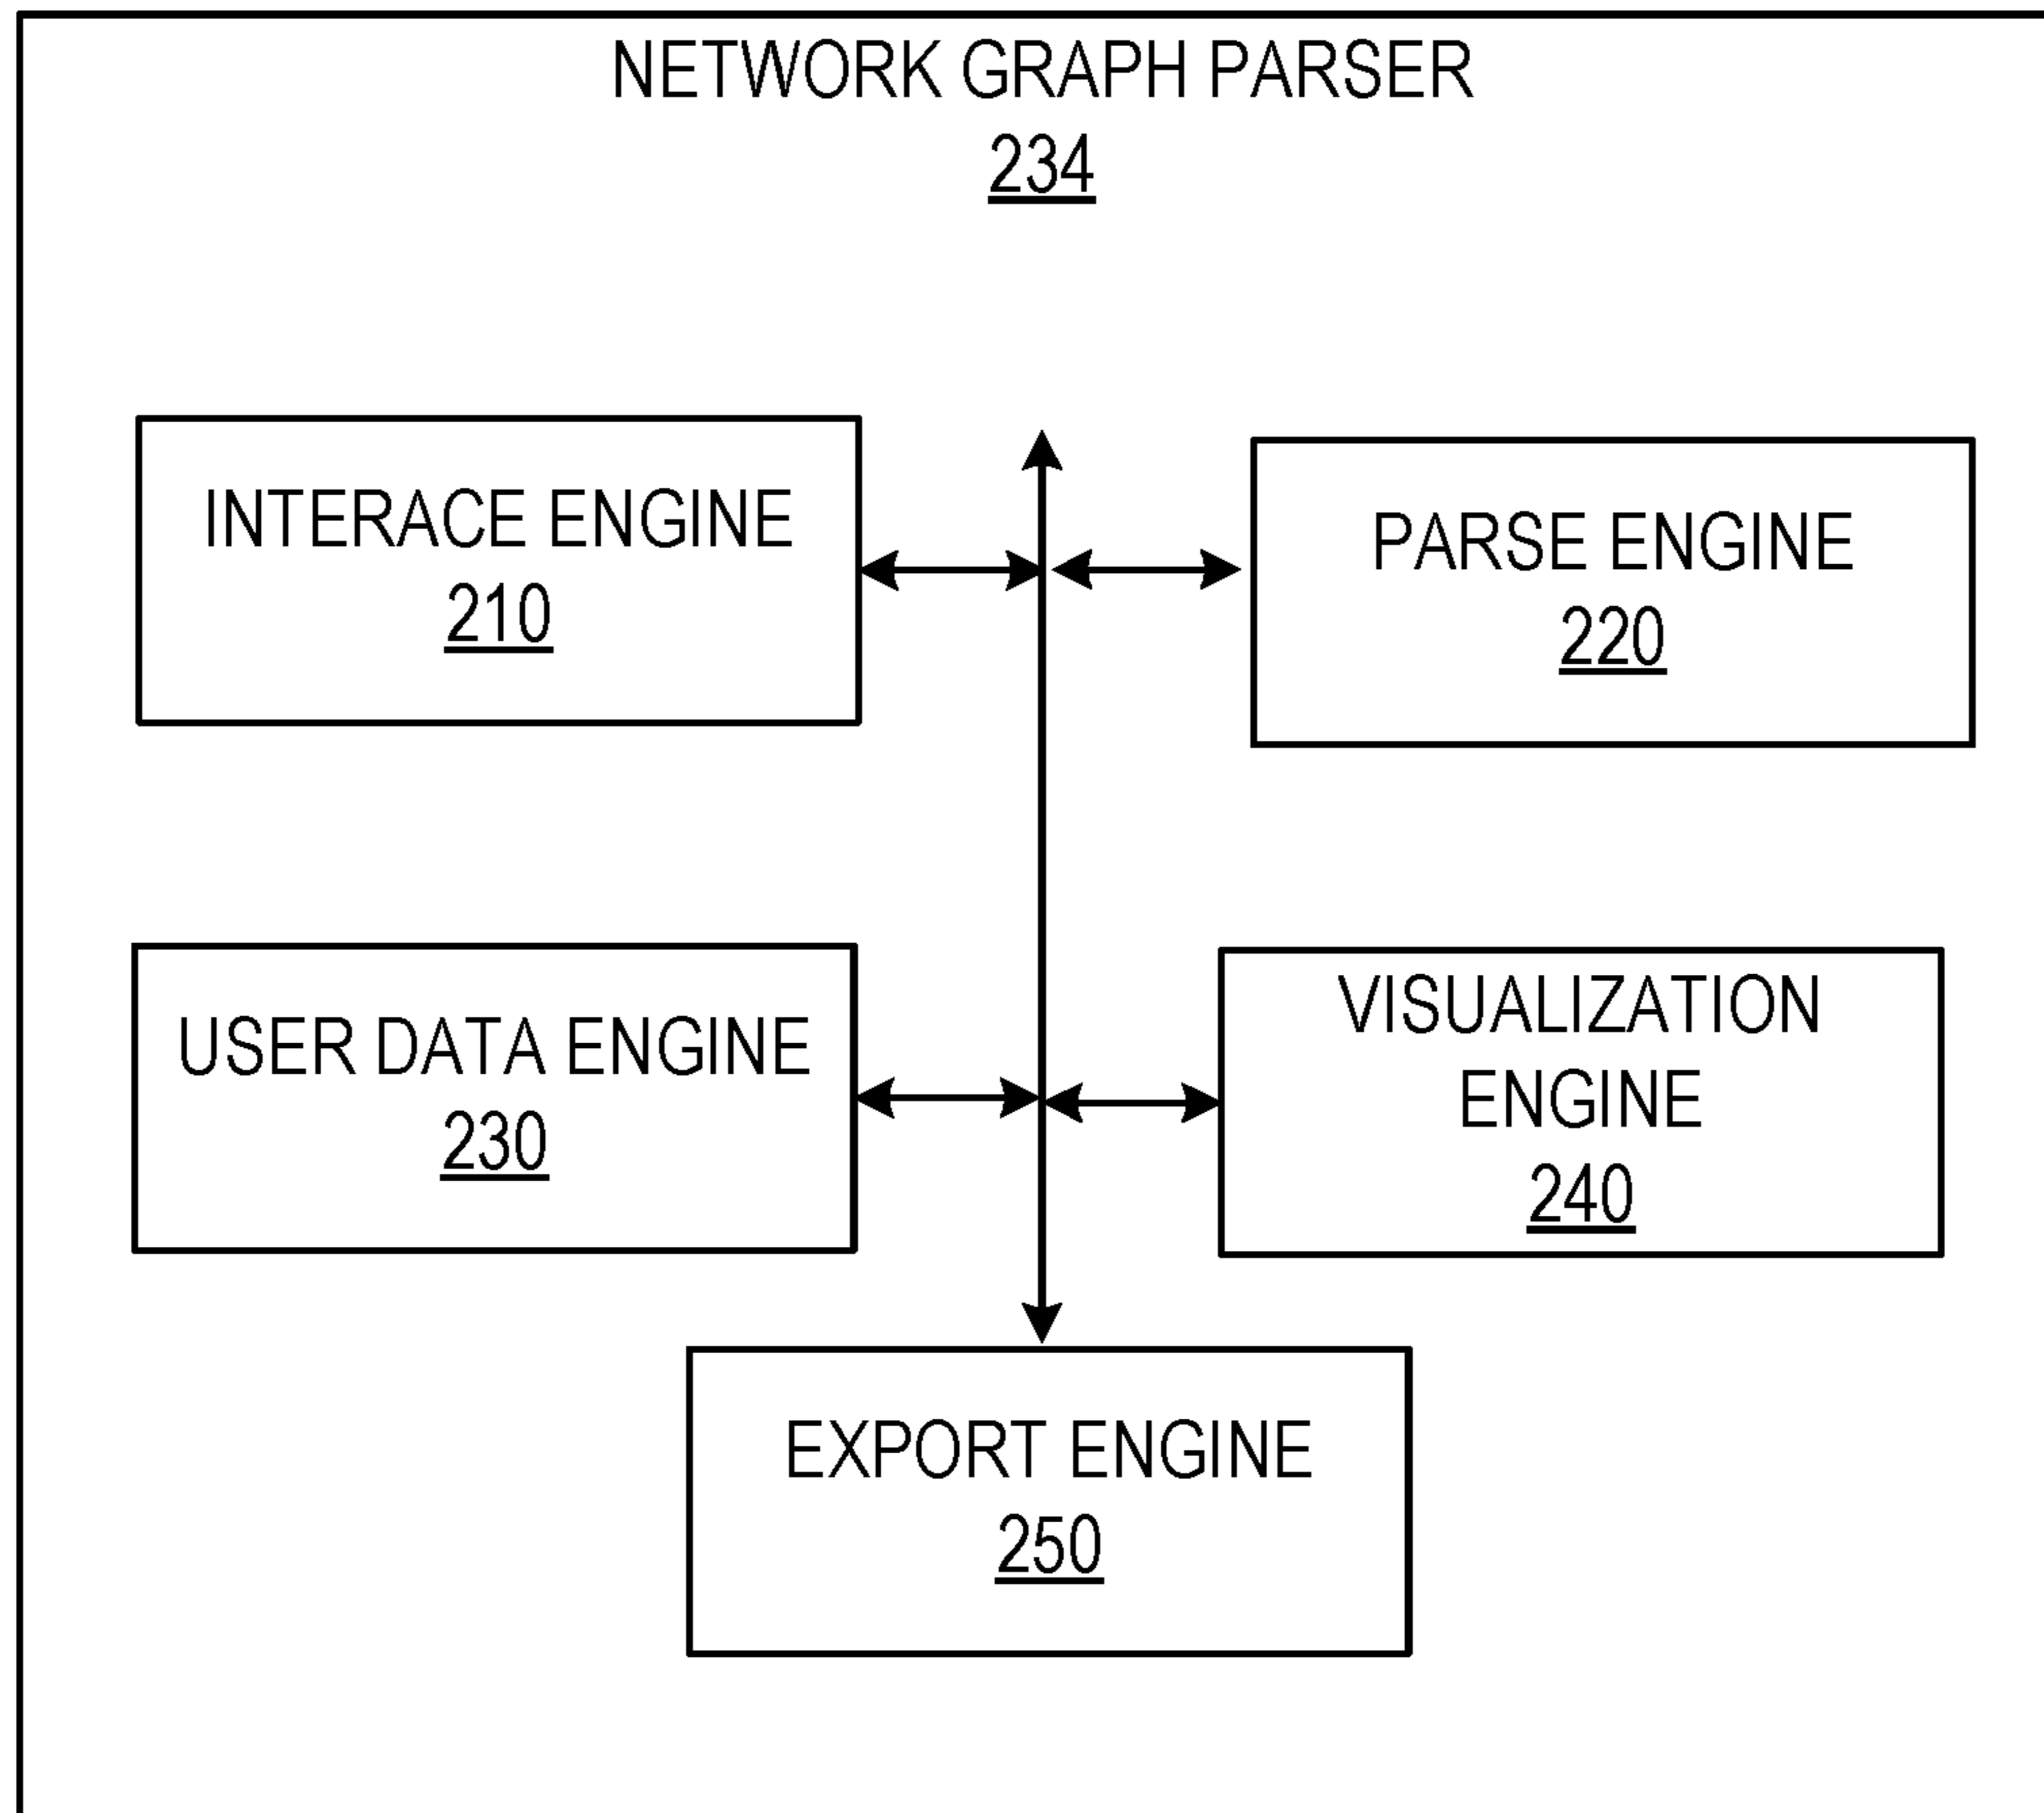 NETWORK GRAPH PARSER
234
INTERACE ENGINE
210
PARSE ENGINE
220
USER DATA ENGINE
230
VISUALIZATION
ENGINE
240
EXPORT ENGINE
250